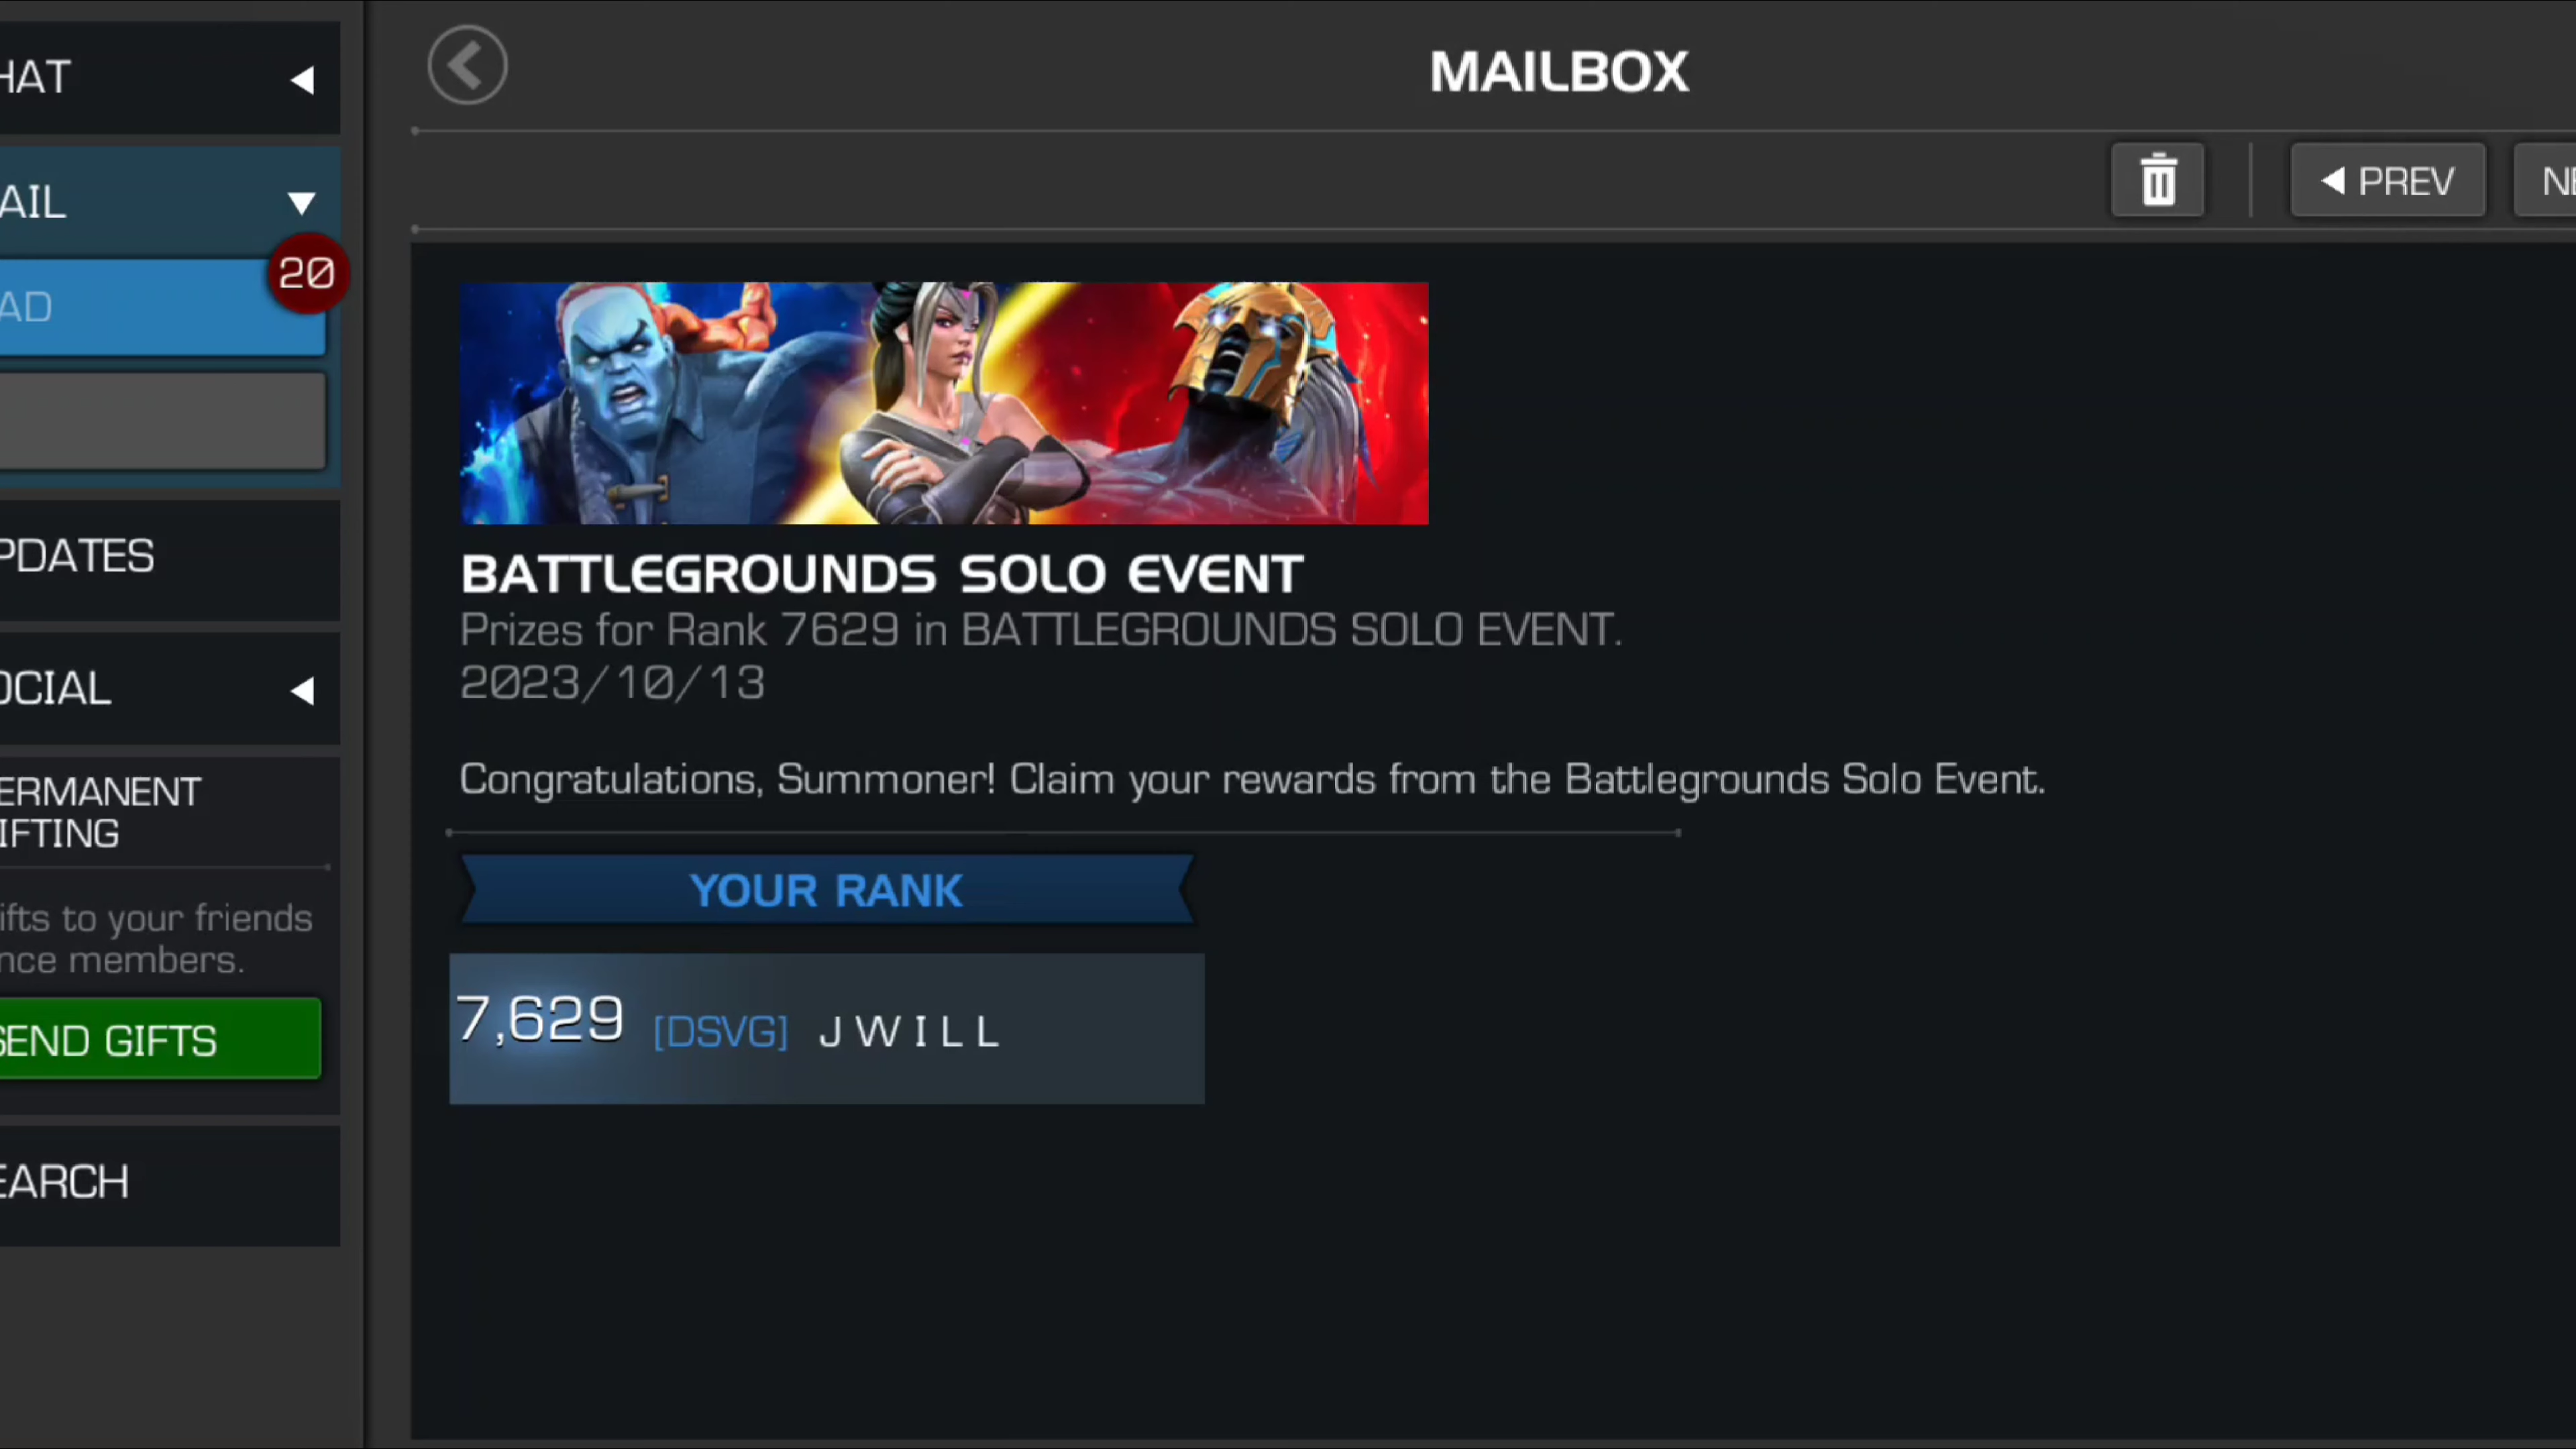 HAT
AIL
20
AD
PDATES
OCIAL
ERMANENT
IFTING
ifts to your friends
nce members.
SEND GIFTS
EARCH
MAILBOX
PREV
NE
BATTLEGROUNDS SOLO EVENT
Prizes for Rank 7629 in BATTLEGROUNDS SOLO EVENT.
2023/10/13
Congratulations, Summoner! Claim your rewards from the Battlegrounds Solo Event.
YOUR RANK
7,629 [DSVG] J W I L L